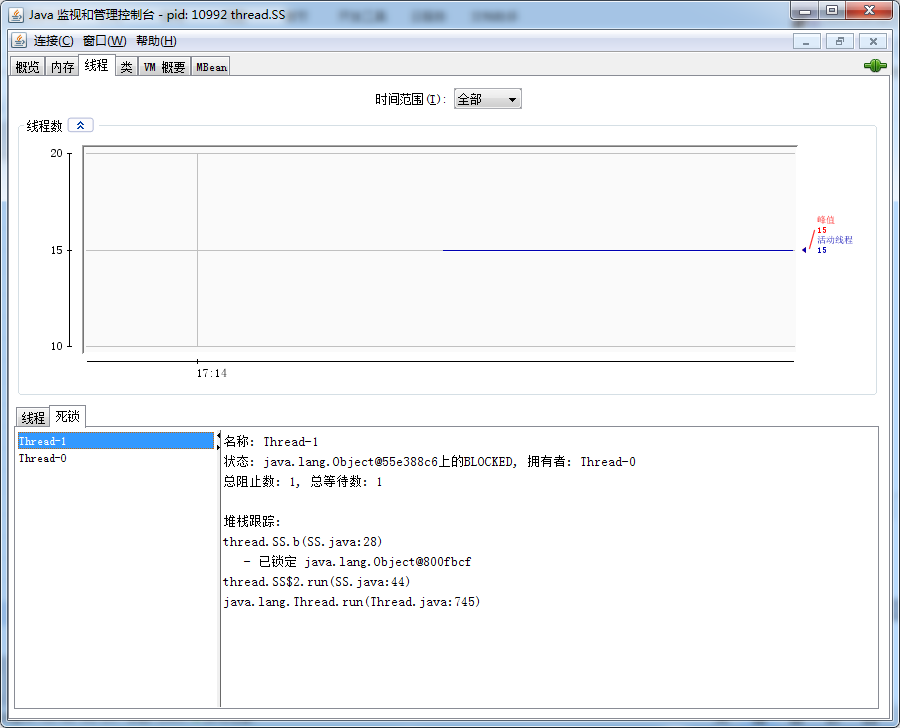 Java 监视和管理控制台 - pid: 10992 thread.SS
连接(C) 窗口(W) 帮助(H)
概览 内存 线程 类 VM 概要 MBean
时间范围(I): 全部
线程数
20
15
10
峰值
15
活动线程
15
17:14
线程 死锁
Thread-1
Thread-0
名称: Thread-1
状态: java.lang.Object@55e388c6上的BLOCKED, 拥有者: Thread-0
总阻止数: 1, 总等待数: 1
堆栈跟踪:
thread.SS.b(SS.java:28)
- 已锁定 java.lang.Object@800fbcf
thread.SS$2.run(SS.java:44)
java.lang.Thread.run(Thread.java:745)